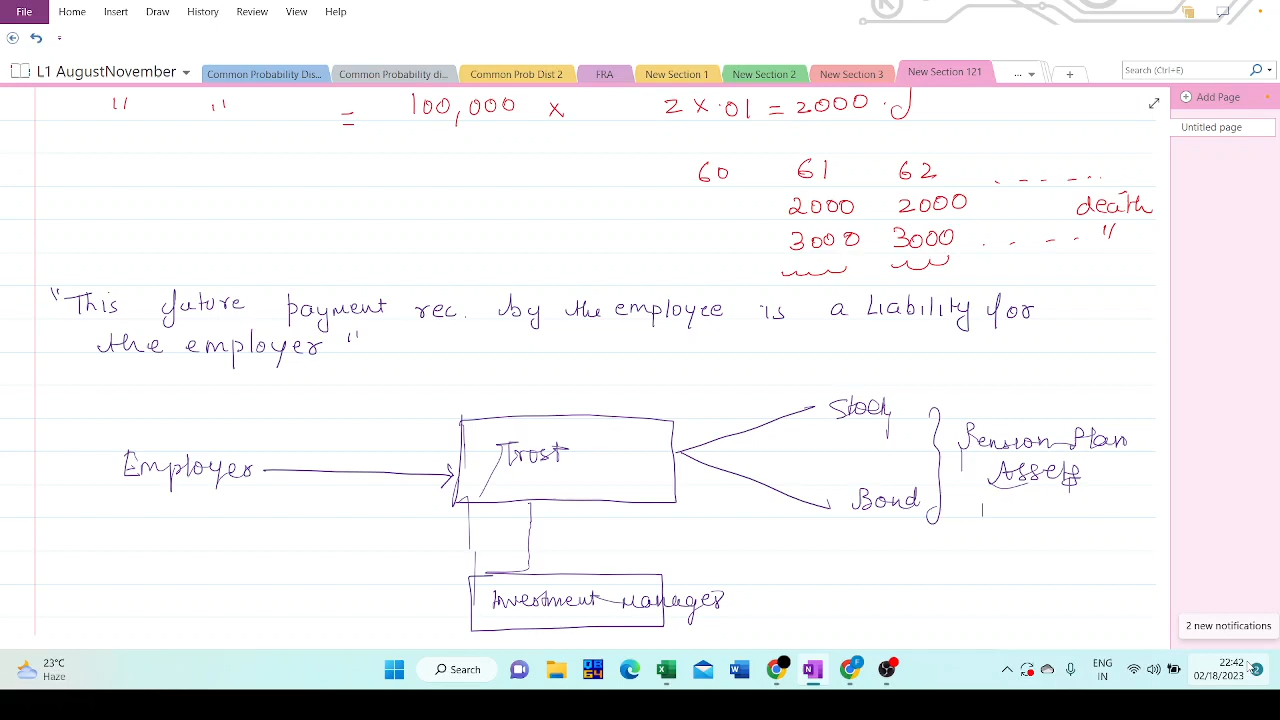 File Home Insert Draw History Review View Help
L1 AugustNovember Common Probability Dis... Common Probability di... Common Prob Dist 2 FRA New Section 1 New Section 2 New Section 3 New Section 121 ... Search (Ctrl+E)
Add Page
Untitled page
" " = 100,000 x 2 x .01 = 2000 .
60 61 62 - - - - ..
2000 2000 death
3000 3000 . - . - - "
"This future payment rec. by the employee is a liability for
the employer"
Employer Trost Stock
Bond
Pension Plan
Assets
Investment manager
2 new notifications
23°C
Haze
Search
ENG
IN
22:42
02/18/2023